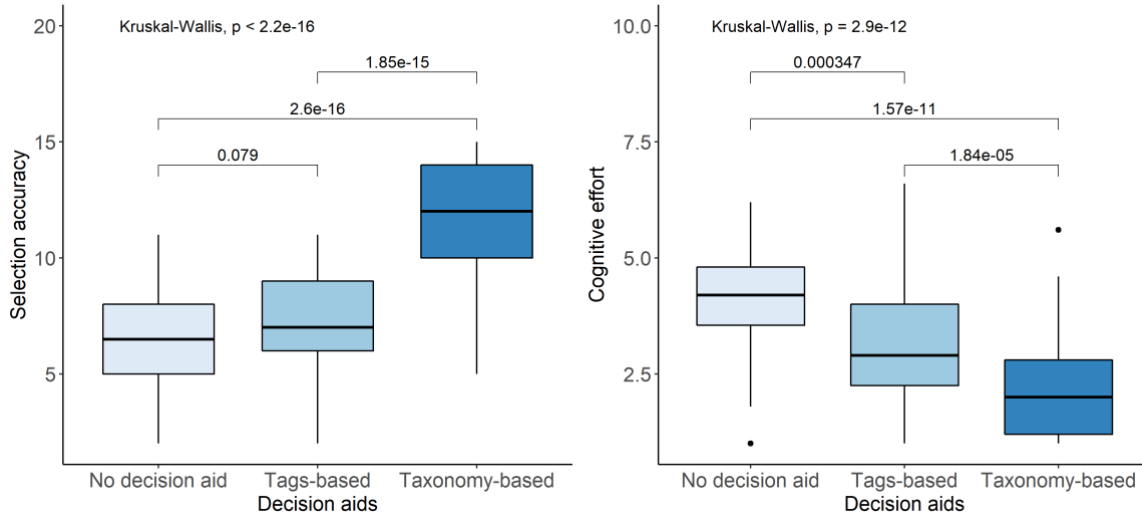 20
Kruskal-Wallis, p < 2.2e-16
1.85e-15
2.6e-16
15
0.079
Selection accuracy
10
5
No decision aid Tags-based Taxonomy-based
Decision aids
10.0
Kruskal-Wallis, p = 2.9e-12
0.000347
1.57e-11
7.5
1.84e-05
Cognitive effort
5.0
2.5
No decision aid Tags-based Taxonomy-based
Decision aids